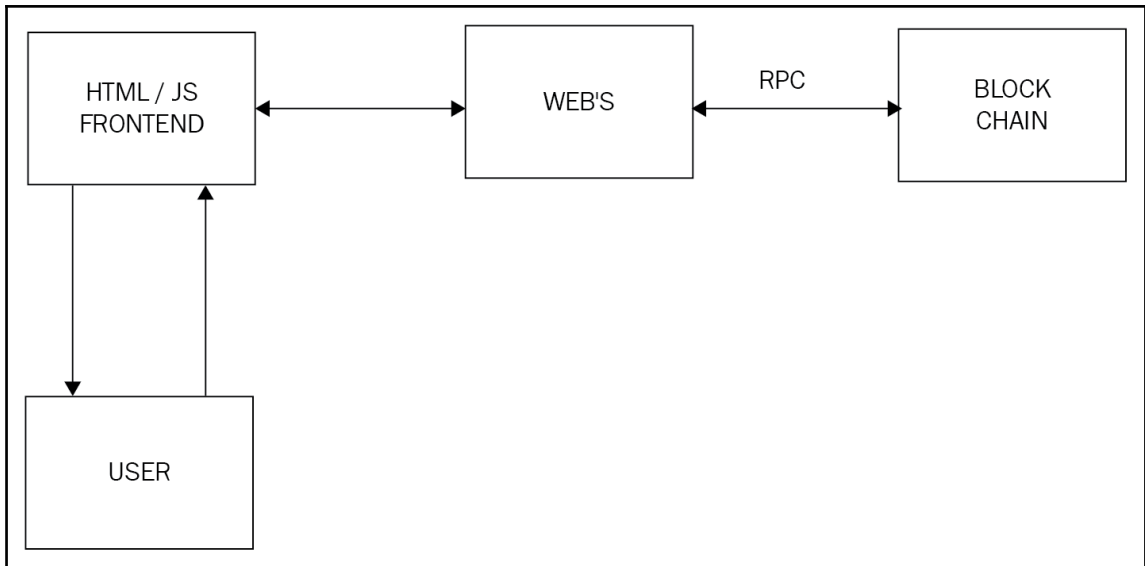 HTML / JS
FRONTEND
WEB'S
RPC
BLOCK
CHAIN
USER